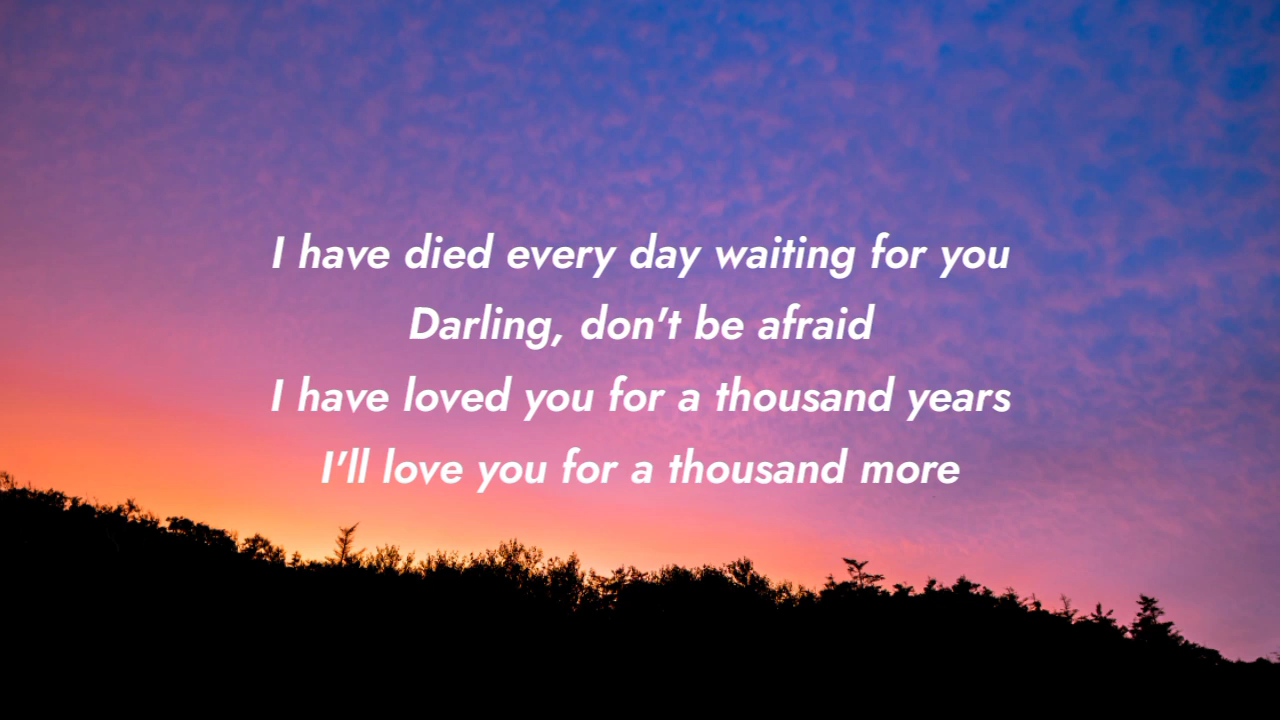 I have died every day waiting for you
Darling, don't be afraid
I have loved you for a thousand years
I'll love you for a thousand more